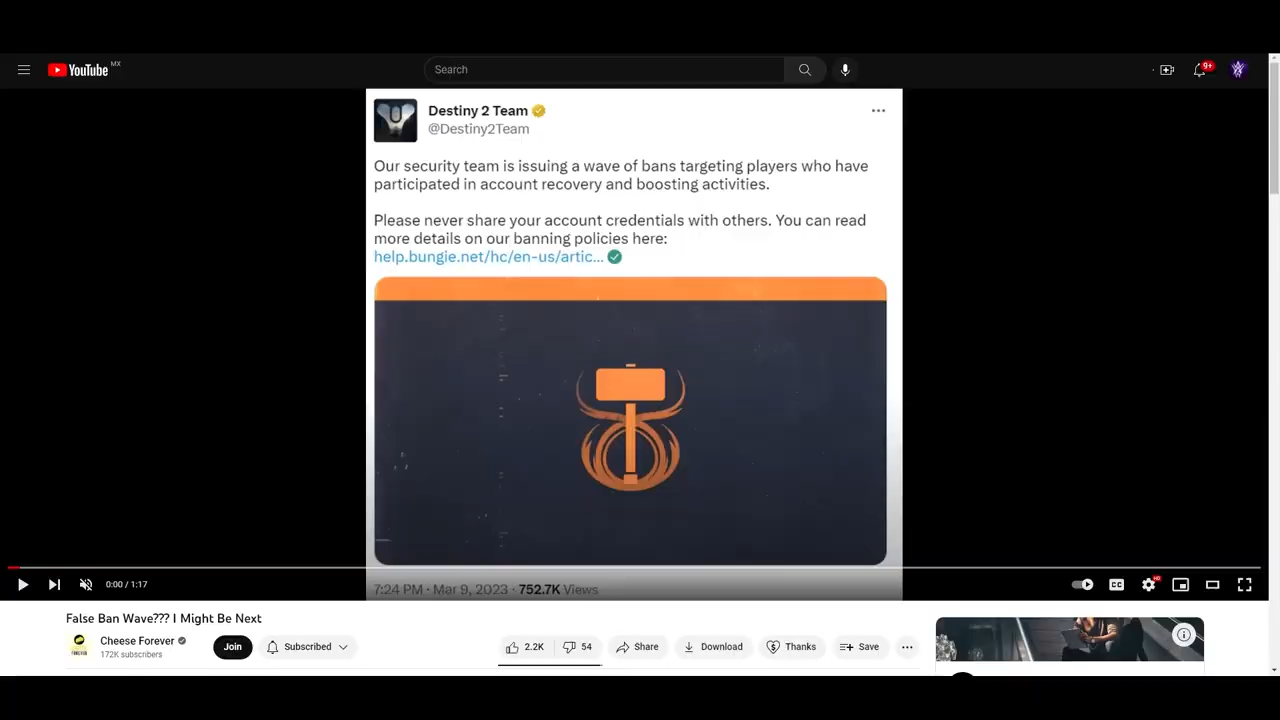 YouTube MX
Search
9+
Destiny 2 Team
@Destiny2Team
Our security team is issuing a wave of bans targeting players who have
participated in account recovery and boosting activities.
Please never share your account credentials with others. You can read
more details on our banning policies here:
help.bungie.net/hc/en-us/artic...
7:24 PM · Mar 9, 2023 · 752.7K Views
0:00 / 1:17
CC
HD
False Ban Wave??? I Might Be Next
Cheese Forever
172K subscribers
Join
Subscribed
2.2K
54
Share
Download
Thanks
Save